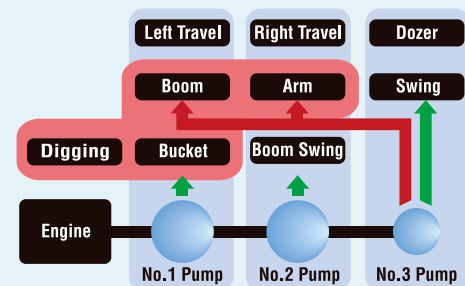 Left Travel
Right Travel
Dozer
Boom
Arm
Swing
Digging
Bucket
Boom Swing
Engine
No.1 Pump
No.2 Pump
No.3 Pump